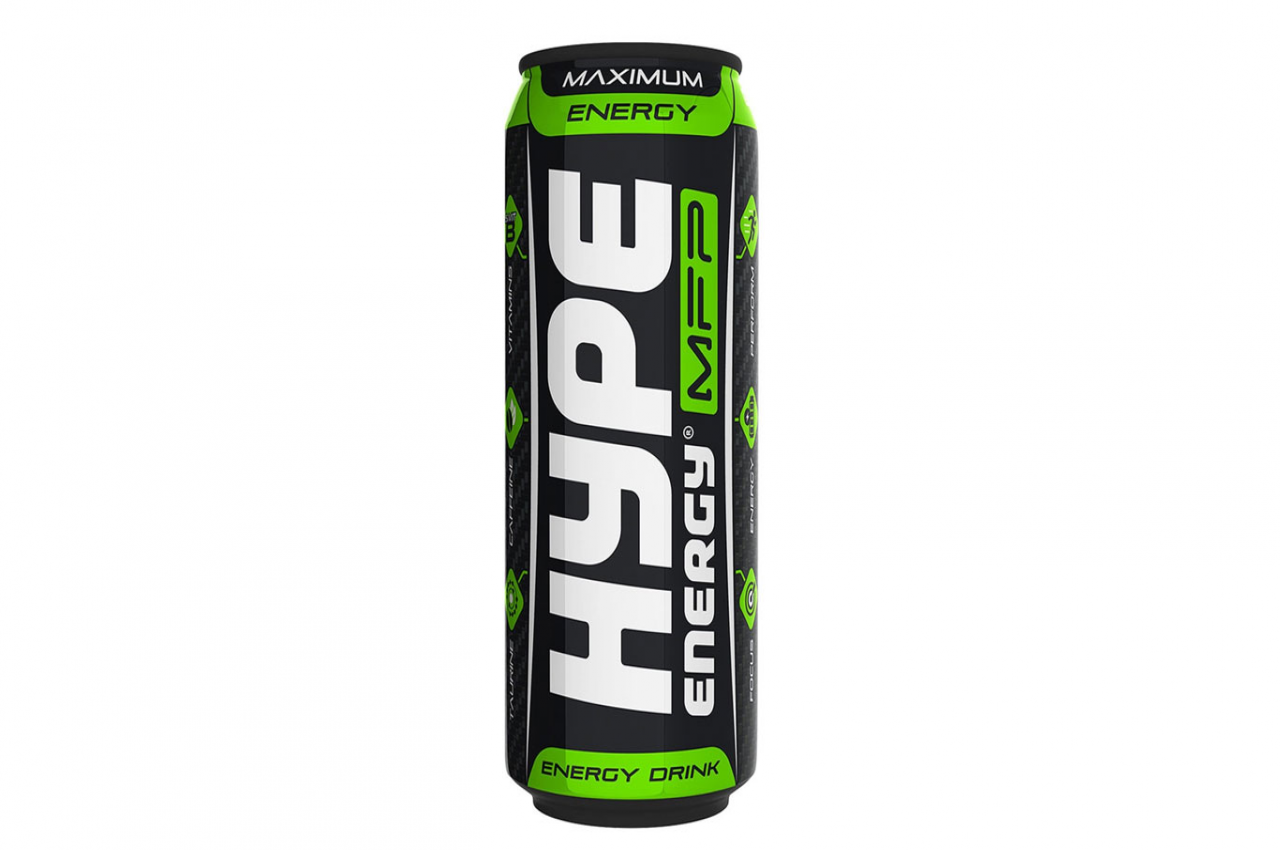 MAXIMUM
ENERGY
HYPE
ENERGY®
MFP
VITAMINS
CAFFEINE
TAURINE
PERFORM
ENERGY
FOCUS
ENERGY DRINK